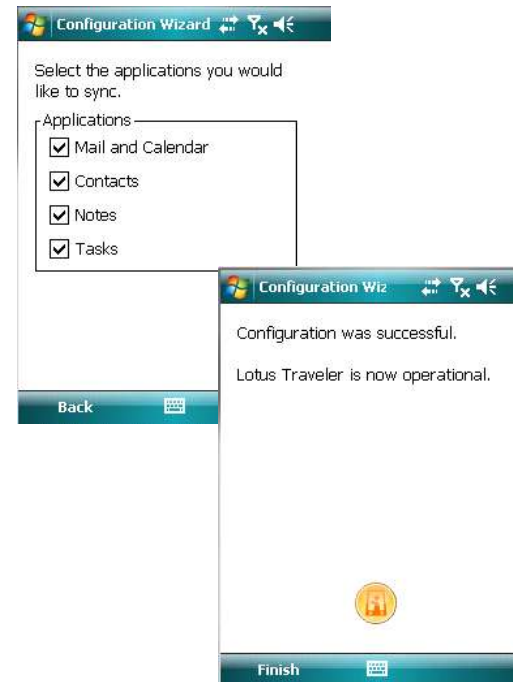 Configuration Wizard
Select the applications you would
like to sync.
Applications
Mail and Calendar
Contacts
Notes
Tasks
Back
Configuration Wiz
Configuration was successful.
Lotus Traveler is now operational.
Finish